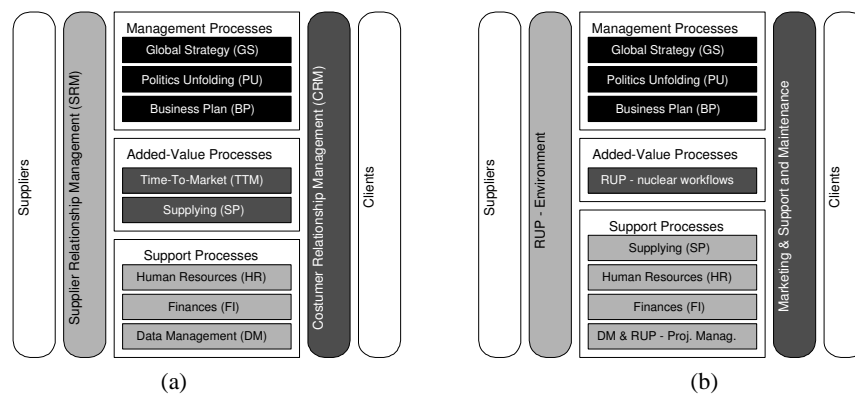 Suppliers
Supplier Relationship Management (SRM)
Management Processes
Global Strategy (GS)
Politics Unfolding (PU)
Business Plan (BP)
Added-Value Processes
Time-To-Market (TTM)
Supplying (SP)
Support Processes
Human Resources (HR)
Finances (FI)
Data Management (DM)
Costumer Relationship Management (CRM)
Clients
(a)
Suppliers
RUP - Environment
Management Processes
Global Strategy (GS)
Politics Unfolding (PU)
Business Plan (BP)
Added-Value Processes
RUP - nuclear workflows
Support Processes
Supplying (SP)
Human Resources (HR)
Finances (FI)
DM & RUP - Proj. Manag.
Marketing & Support and Maintenance
Clients
(b)